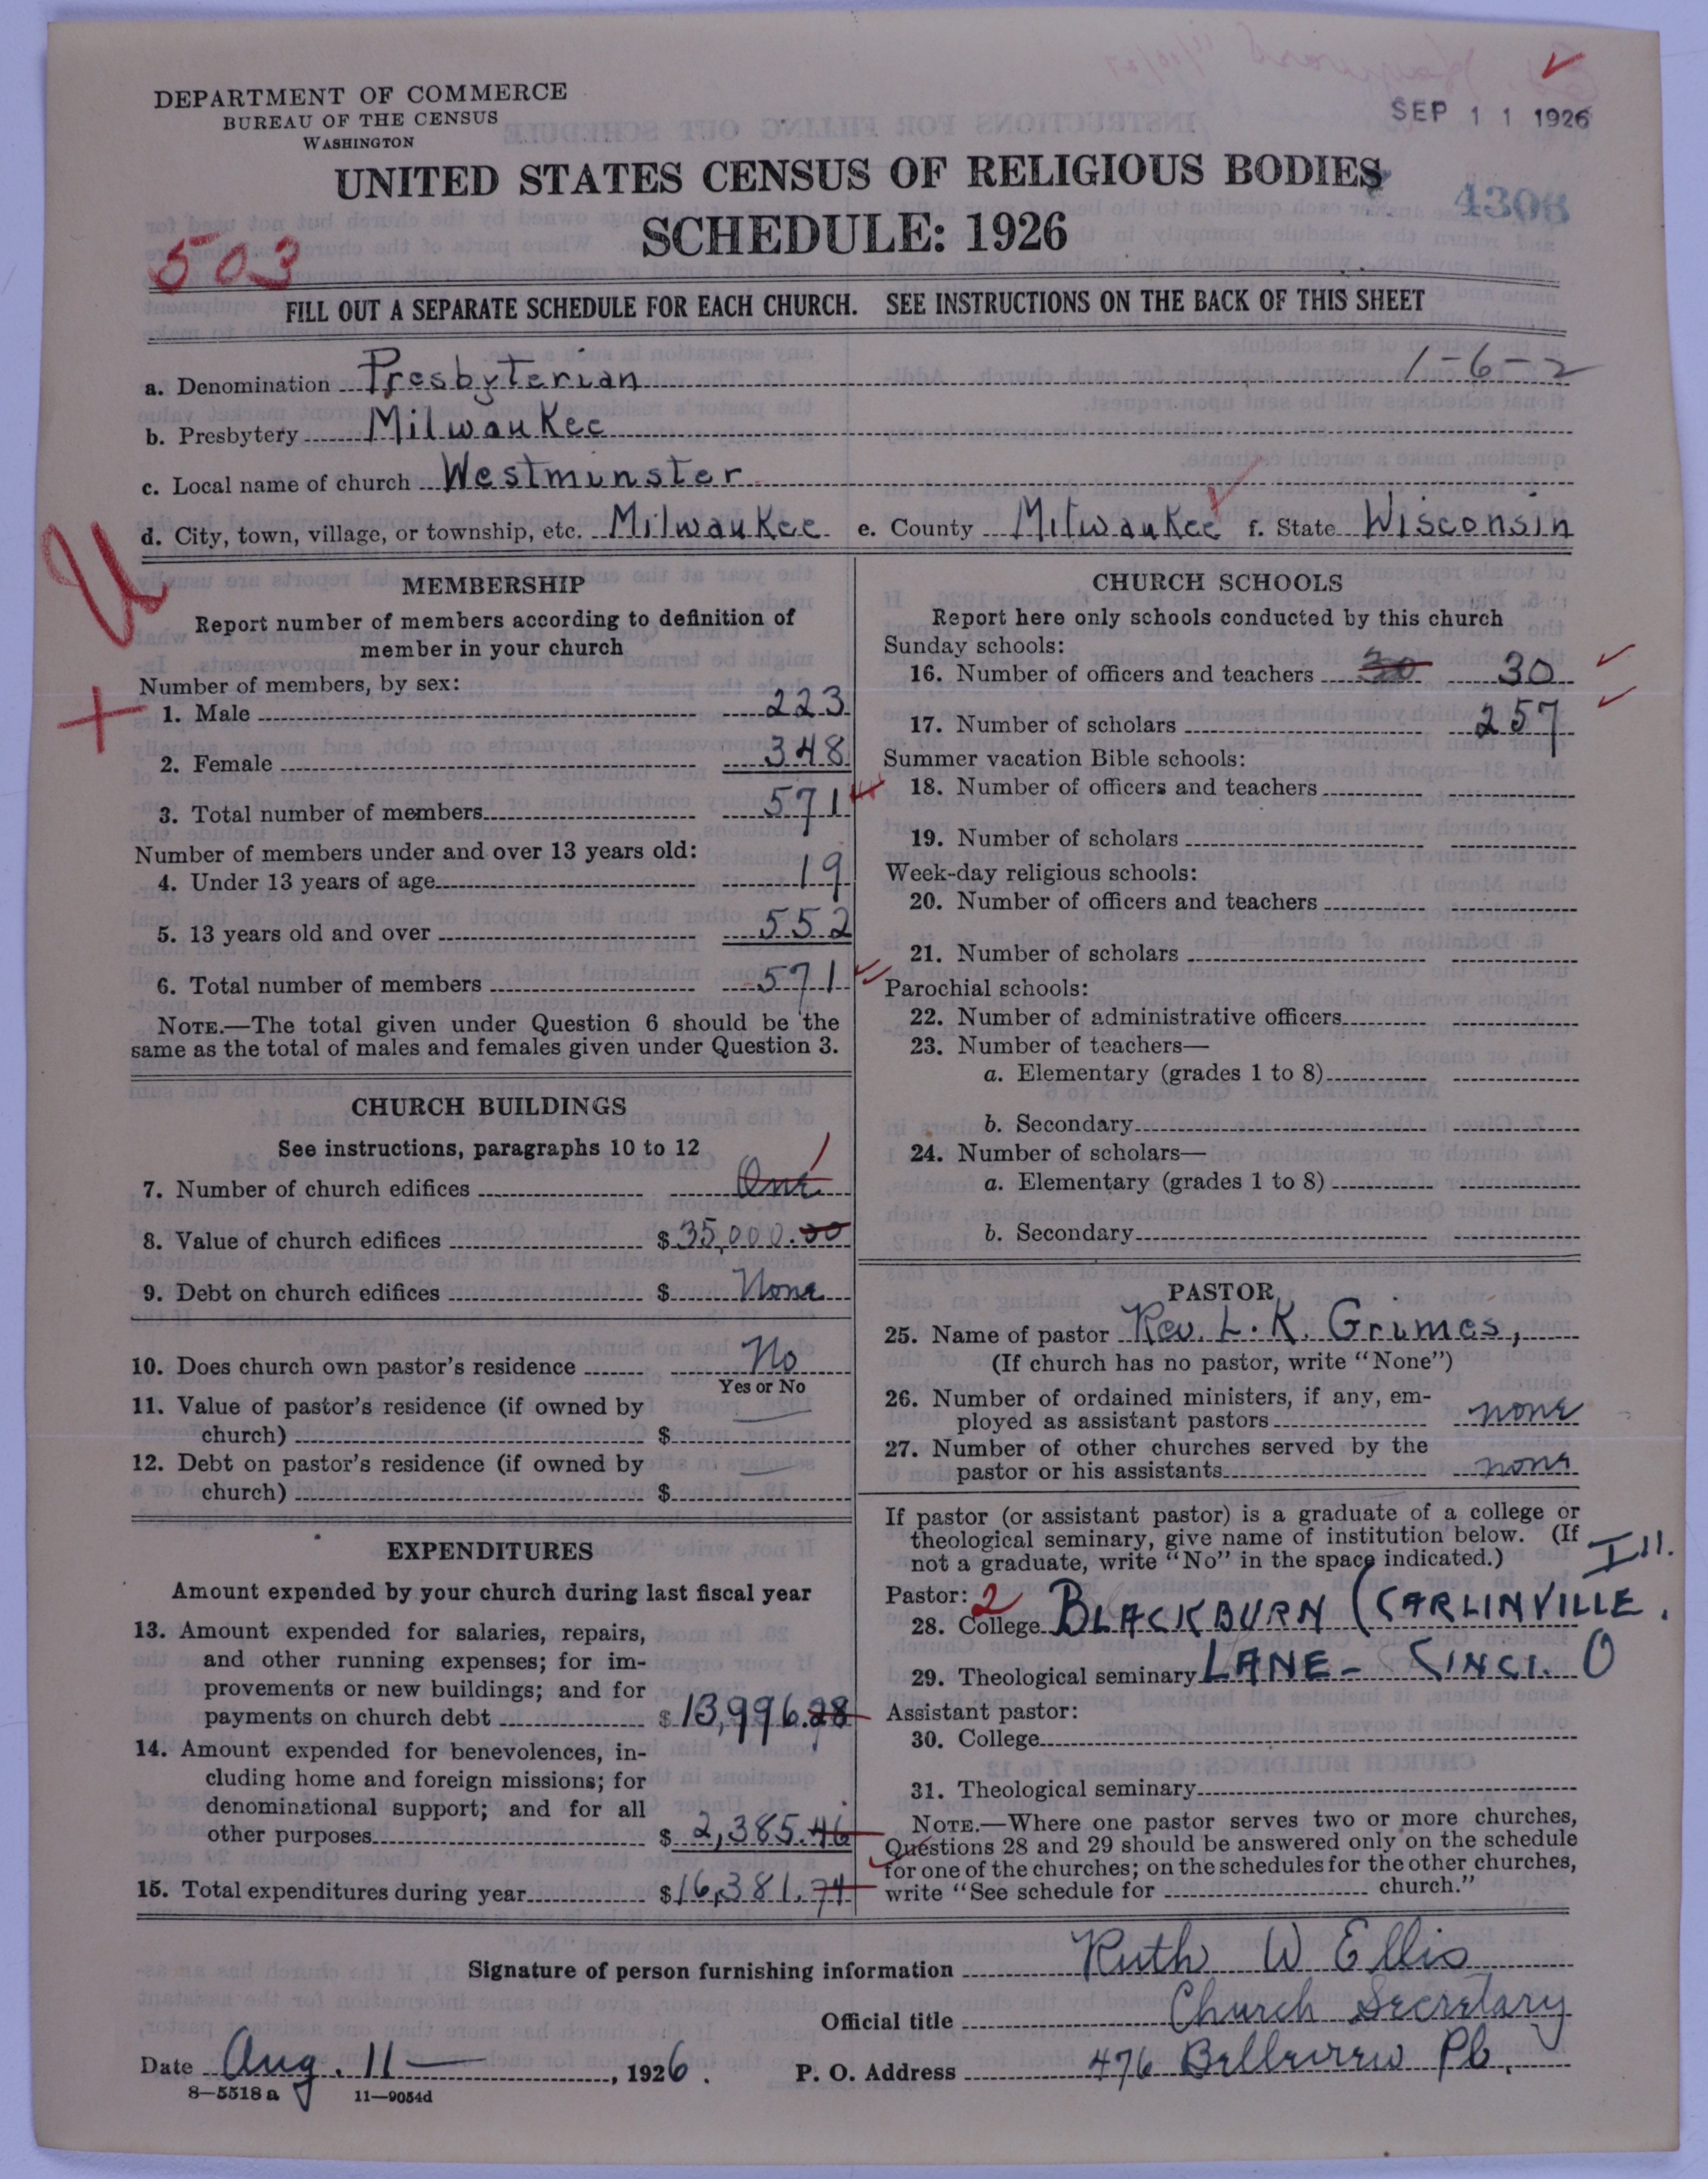 DEPARTMENT OF COMMERCE
BUREAU OF THE CENSUS
WASHINGTON
SEP 11 1926
UNITED STATES CENSUS OF RELIGIOUS BODIES
4306
SCHEDULE: 1926
503
FILL OUT A SEPARATE SCHEDULE FOR EACH CHURCH. SEE INSTRUCTIONS ON THE BACK OF THIS SHEET
1-6-2
a. Denomination Presbyterian
b. Presbytery Milwaukee
c. Local name of church Westminster
d. City, town, village, or township, etc. Milwaukee e. County Milwaukee f. State Wisconsin
MEMBERSHIP
Report number of members according to definition of
member in your church
Number of members, by sex:
1. Male 223
2. Female 348
3. Total number of members 571
Number of members under and over 13 years old:
4. Under 13 years of age 19
5. 13 years old and over 552
6. Total number of members 571
NOTE.—The total given under Question 6 should be the
same as the total of males and females given under Question 3.
CHURCH BUILDINGS
See instructions, paragraphs 10 to 12
7. Number of church edifices One 1
8. Value of church edifices $ 35,000.00
9. Debt on church edifices $ None
10. Does church own pastor's residence No
Yes or No
11. Value of pastor's residence (if owned by
church) $
12. Debt on pastor's residence (if owned by
church) $
EXPENDITURES
Amount expended by your church during last fiscal year
13. Amount expended for salaries, repairs,
and other running expenses; for im-
provements or new buildings; and for
payments on church debt $ 13,996.28
14. Amount expended for benevolences, in-
cluding home and foreign missions; for
denominational support; and for all
other purposes $ 2,385.46
15. Total expenditures during year $ 16,381.74
CHURCH SCHOOLS
Report here only schools conducted by this church
Sunday schools:
16. Number of officers and teachers 30 30
17. Number of scholars 257
Summer vacation Bible schools:
18. Number of officers and teachers
19. Number of scholars
Week-day religious schools:
20. Number of officers and teachers
21. Number of scholars
Parochial schools:
22. Number of administrative officers
23. Number of teachers—
a. Elementary (grades 1 to 8)
b. Secondary
24. Number of scholars—
a. Elementary (grades 1 to 8)
b. Secondary
PASTOR
25. Name of pastor Rev. L. K. Grimes,
(If church has no pastor, write "None")
26. Number of ordained ministers, if any, em-
ployed as assistant pastors none
27. Number of other churches served by the
pastor or his assistants none
If pastor (or assistant pastor) is a graduate of a college or
theological seminary, give name of institution below. (If
not a graduate, write "No" in the space indicated.)
Ill.
Pastor: 2
28. College BLACKBURN (CARLINVILLE.
29. Theological seminary LANE - CINCI. O
Assistant pastor:
30. College
31. Theological seminary
NOTE.—Where one pastor serves two or more churches,
Questions 28 and 29 should be answered only on the schedule
for one of the churches; on the schedules for the other churches,
write "See schedule for church."
Signature of person furnishing information Ruth W Ellis
Official title Church Secretary
Date Aug. 11 , 1926. P. O. Address 476 Bellview Pl.
8—5518 a 11—9054d